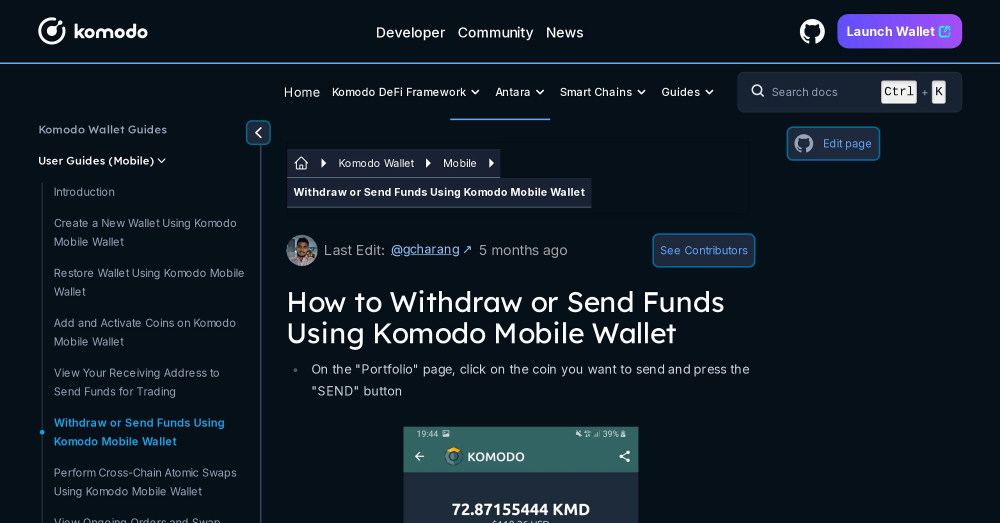 komodo
Developer Community News
Launch Wallet
Home Komodo DeFi Framework Antara Smart Chains Guides
Search docs Ctrl + K
Komodo Wallet Guides
User Guides (Mobile)
Introduction
Create a New Wallet Using Komodo
Mobile Wallet
Restore Wallet Using Komodo Mobile
Wallet
Add and Activate Coins on Komodo
Mobile Wallet
View Your Receiving Address to
Send Funds for Trading
Withdraw or Send Funds Using
Komodo Mobile Wallet
Perform Cross-Chain Atomic Swaps
Using Komodo Mobile Wallet
View Ongoing Orders and Swap
Komodo Wallet Mobile
Withdraw or Send Funds Using Komodo Mobile Wallet
Edit page
Last Edit: @gcharang ↗ 5 months ago
See Contributors
How to Withdraw or Send Funds
Using Komodo Mobile Wallet
On the "Portfolio" page, click on the coin you want to send and press the
"SEND" button
19:44 39%
KOMODO
72.87155444 KMD